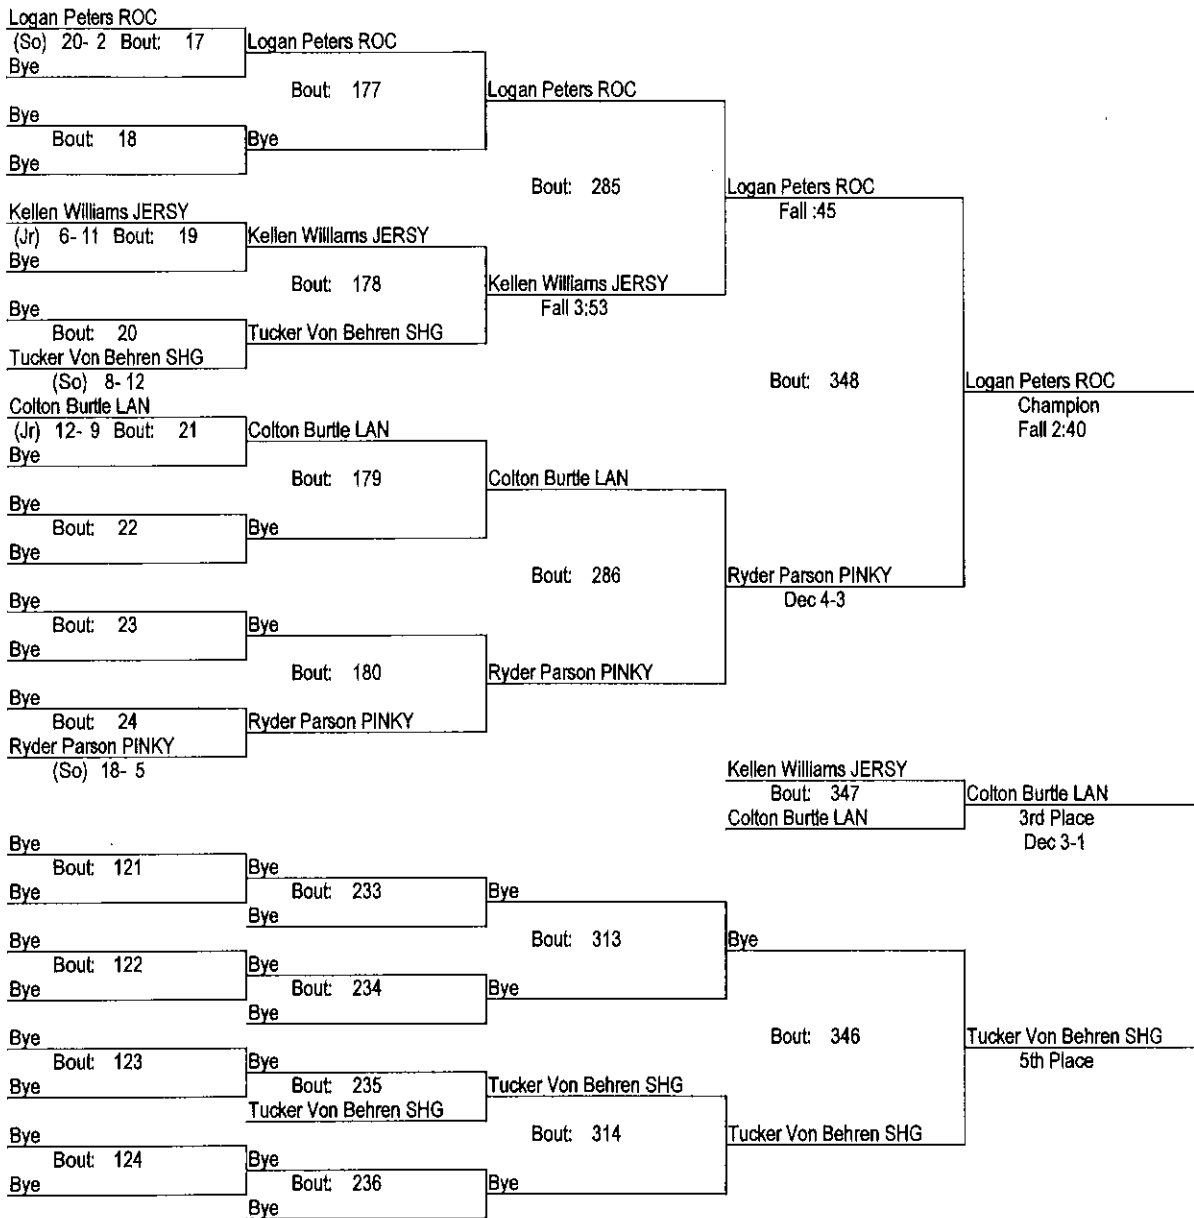 Logan Peters ROC
(So) 20- 2 Bout: 17
Bye
Bye
Bout: 18
Bye
Kellen Williams JERSY
(Jr) 6- 11 Bout: 19
Bye
Bye
Bout: 20
Tucker Von Behren SHG
(So) 8- 12
Colton Burtle LAN
(Jr) 12- 9 Bout: 21
Bye
Bye
Bout: 22
Bye
Bye
Bout: 23
Bye
Bye
Bout: 24
Ryder Parson PINKY
(So) 18- 5
Logan Peters ROC
Bout: 177
Bye
Kellen Williams JERSY
Bout: 178
Tucker Von Behren SHG
Colton Burtle LAN
Bout: 179
Bye
Bye
Bout: 180
Ryder Parson PINKY
Logan Peters ROC
Bout: 285
Kellen Williams JERSY
Fall 3:53
Colton Burtle LAN
Bout: 286
Ryder Parson PINKY
Logan Peters ROC
Fall :45
Bout: 348
Ryder Parson PINKY
Dec 4-3
Logan Peters ROC
Champion
Fall 2:40
Kellen Williams JERSY
Bout: 347
Colton Burtle LAN
Colton Burtle LAN
3rd Place
Dec 3-1
Bye
Bout: 121
Bye
Bye
Bout: 122
Bye
Bye
Bout: 123
Bye
Bye
Bout: 124
Bye
Bye
Bout: 233
Bye
Bye
Bout: 234
Bye
Bye
Bout: 235
Tucker Von Behren SHG
Bye
Bout: 236
Bye
Bye
Bout: 313
Bye
Tucker Von Behren SHG
Bout: 314
Bye
Bye
Bout: 346
Tucker Von Behren SHG
Tucker Von Behren SHG
5th Place